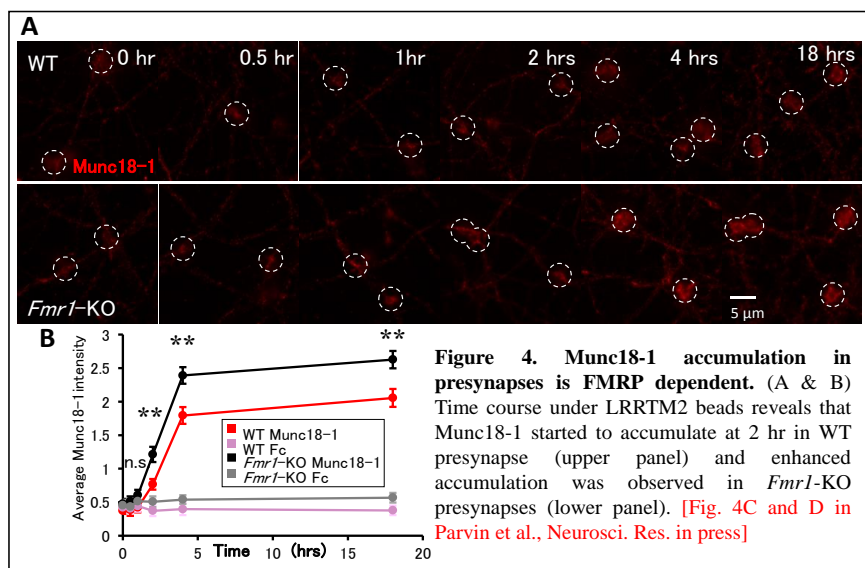 A
WT
0 hr
0.5 hr
1hr
2 hrs
4 hrs
18 hrs
Munc18-1
Fmr1-KO
5 µm
B
Average Munc18-1intensity
3
2.5
2
1.5
1
0.5
0
0
5
10
15
20
Time (hrs)
n.s
**
**
**
WT Munc18-1
WT Fc
Fmr1-KO Munc18-1
Fmr1-KO Fc
Figure 4. Munc18-1 accumulation in
presynapses is FMRP dependent. (A & B)
Time course under LRRTM2 beads reveals that
Munc18-1 started to accumulate at 2 hr in WT
presynapse (upper panel) and enhanced
accumulation was observed in Fmr1-KO
presynapses (lower panel). [Fig. 4C and D in
Parvin et al., Neurosci. Res. in press]